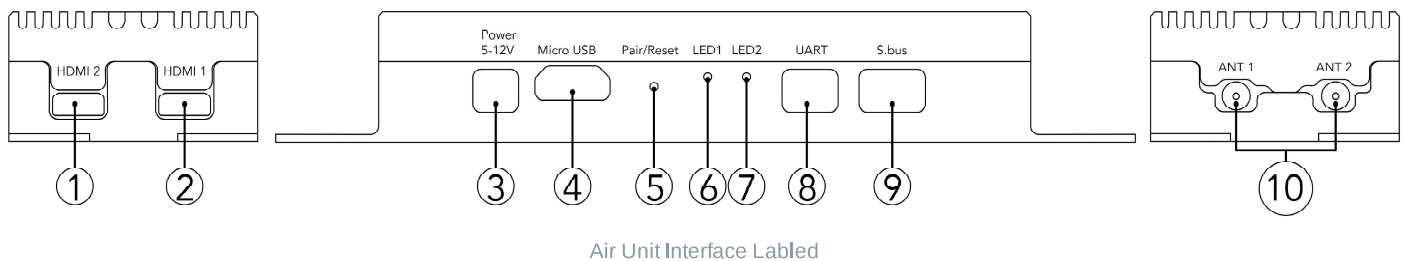 HDMI 2 HDMI 1
Power
5-12V Micro USB Pair/Reset LED1 LED2 UART S.bus
ANT 1 ANT 2
1 2 3 4 5 6 7 8 9 10
Air Unit Interface Labled